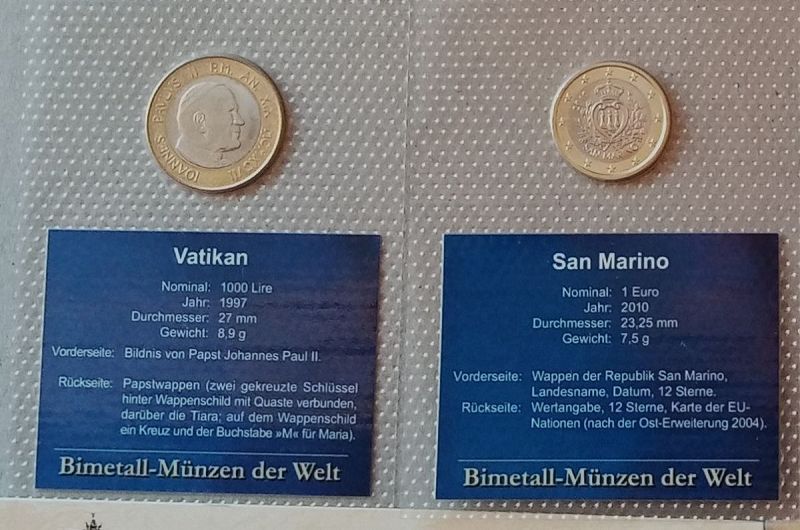 IOANNES PAVLVS II P.M. AN. XIX MCMXCVII
SAN MARINO
Vatikan
Nominal: 1000 Lire
Jahr: 1997
Durchmesser: 27 mm
Gewicht: 8,9 g
Vorderseite: Bildnis von Papst Johannes Paul II.
Rückseite: Papstwappen (zwei gekreuzte Schlüssel
hinter Wappenschild mit Quaste verbunden,
darüber die Tiara; auf dem Wappenschild
ein Kreuz und der Buchstabe »M« für Maria).
Bimetall-Münzen der Welt
San Marino
Nominal: 1 Euro
Jahr: 2010
Durchmesser: 23,25 mm
Gewicht: 7,5 g
Vorderseite: Wappen der Republik San Marino,
Landesname, Datum, 12 Sterne.
Rückseite: Wertangabe, 12 Sterne, Karte der EU-
Nationen (nach der Ost-Erweiterung 2004).
Bimetall-Münzen der Welt